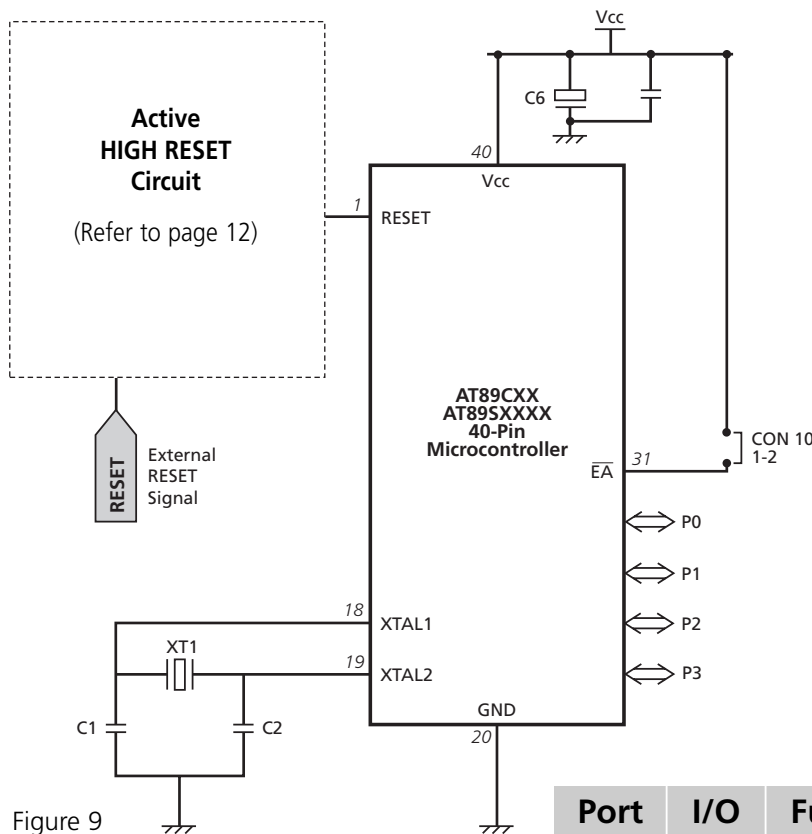 Vcc
C6
Active
HIGH RESET
Circuit
(Refer to page 12)
40
Vcc
1
RESET
AT89CXX
AT89SXXXX
40-Pin
Microcontroller
CON 10
1-2
31
EA
RESET
External
RESET
Signal
P0
P1
P2
P3
18
XTAL1
XT1
19
XTAL2
C1
C2
GND
20
Figure 9
Port I/O